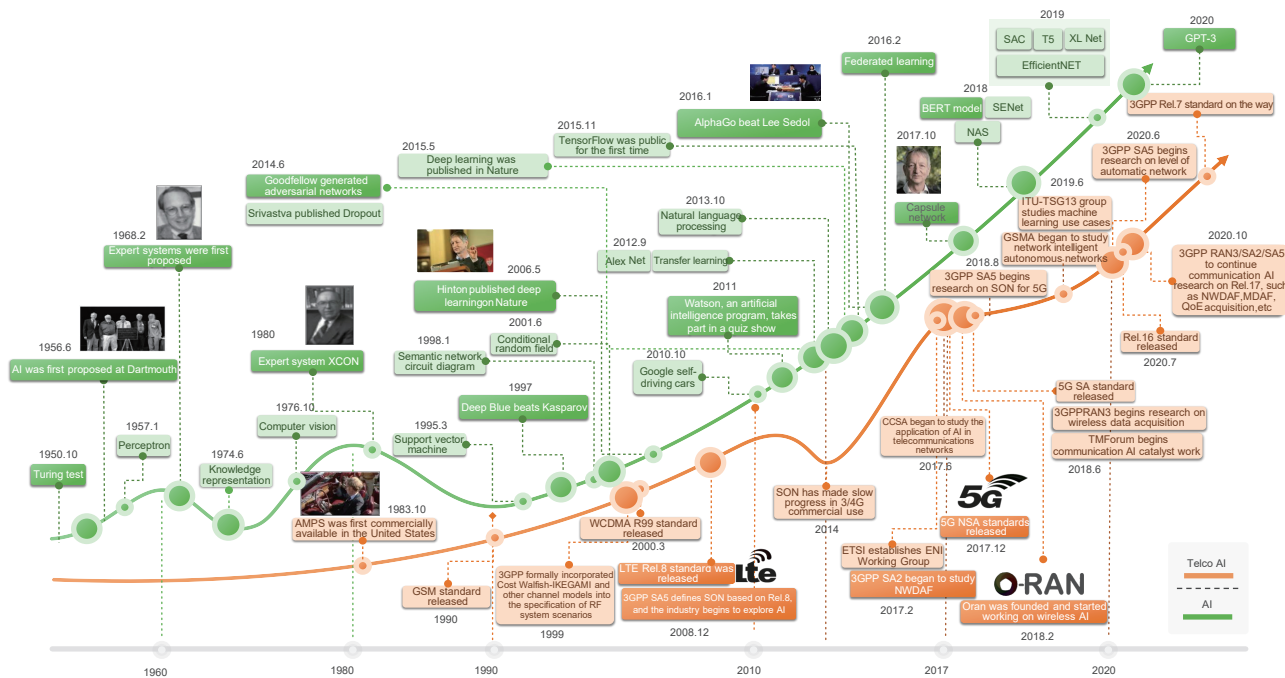 2019
SAC
T5
XL Net
EfficientNET
2020
GPT-3
2016.2
Federated learning
2018
BERT model
SENet
NAS
3GPP Rel.7 standard on the way
2016.1
AlphaGo beat Lee Sedol
2015.11
TensorFlow was public
for the first time
2017.10
Capsule
network
2020.6
3GPP SA5 begins
research on level of
automatic network
2015.5
Deep learning was
published in Nature
2014.6
Goodfellow generated
adversarial networks
Srivastva published Dropout
2019.6
ITU-TSG13 group
studies machine
learning use cases
GSMA began to study
network intelligent
autonomous networks
2013.10
Natural language
processing
1968.2
Expert systems were first
proposed
2012.9
Alex Net
Transfer learning
2020.10
3GPP RAN3/SA2/SA5
to continue
communication AI
research on Rel.17, such
as NWDAF,MDAF,
QoE acquisition,etc
2018.8
3GPP SA5 begins
research on SON for 5G
2006.5
Hinton published deep
learningon Nature
2011
Watson, an artificial
intelligence program, takes
part in a quiz show
2001.6
Conditional
random field
1980
Expert system XCON
Rel.16 standard
released
2020.7
1956.6
AI was first proposed at Dartmouth
1998.1
Semantic network
circuit diagram
2010.10
Google self-
driving cars
1997
Deep Blue beats Kasparov
5G SA standard
released
3GPPRAN3 begins research on
wireless data acquisition
TMForum begins
communication AI catalyst work
2018.6
1976.10
Computer vision
1957.1
Perceptron
1995.3
Support vector
machine
CCSA began to study the
application of AI in
telecommunications
networks
2017.6
1950.10
Turing test
1974.6
Knowledge
representation
5G
5G NSA standards
released
2017.12
SON has made slow
progress in 3/4G
commercial use
2014
1983.10
AMPS was first commercially
available in the United States
WCDMA R99 standard
released
2000.3
ETSI establishes ENI
Working Group
3GPP SA2 began to study
NWDAF
2017.2
LTE Rel.8 standard was
released
lte
3GPP SA5 defines SON based on Rel.8,
and the industry begins to explore AI
2008.12
3GPP formally incorporated
Cost Walfish-IKEGAMI and
other channel models into
the specification of RF
system scenarios
1999
GSM standard
released
1990
O-RAN
Oran was founded and started
working on wireless AI
2018.2
Telco AI
AI
1960
1980
1990
2010
2017
2020